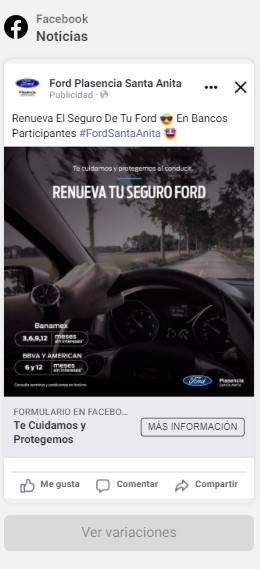 Facebook
Noticias
Ford Plasencia Santa Anita
Publicidad ·
Renueva El Seguro De Tu Ford 😎 En Bancos
Participantes #FordSantaAnita 🤩
Te cuidamos y protegemos al conducir.
RENUEVA TU SEGURO FORD
Banamex
3,6,9,12 meses sin intereses*
BBVA Y AMERICAN
6 y 12 meses sin intereses*
Consulta términos y condiciones en
Ford Plasencia
Santa Anita
FORMULARIO EN FACEBO...
Te Cuidamos y
Protegemos
MÁS INFORMACIÓN
Me gusta Comentar Compartir
Ver variaciones